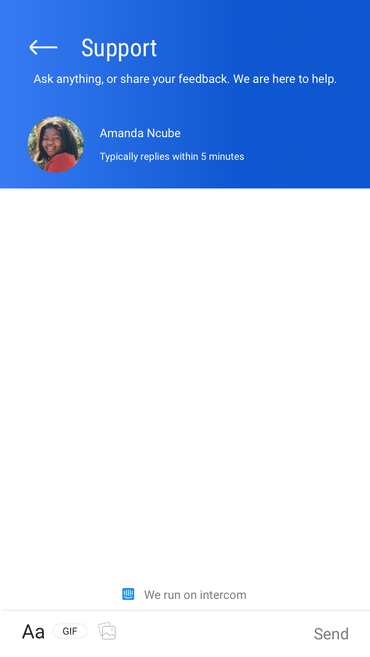 Support
Ask anything, or share your feedback. We are here to help.
Amanda Ncube
Typically replies within 5 minutes
We run on intercom
Aa GIF Send